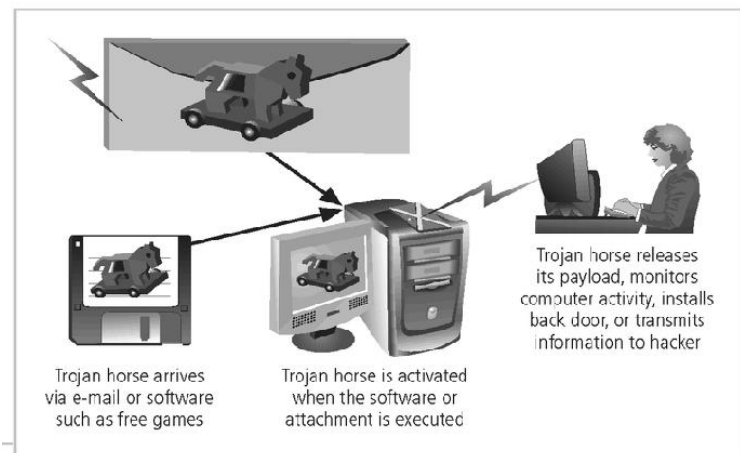 Trojan horse arrives
via e-mail or software
such as free games
Trojan horse is activated
when the software or
attachment is executed
Trojan horse releases
its payload, monitors
computer activity, installs
back door, or transmits
information to hacker